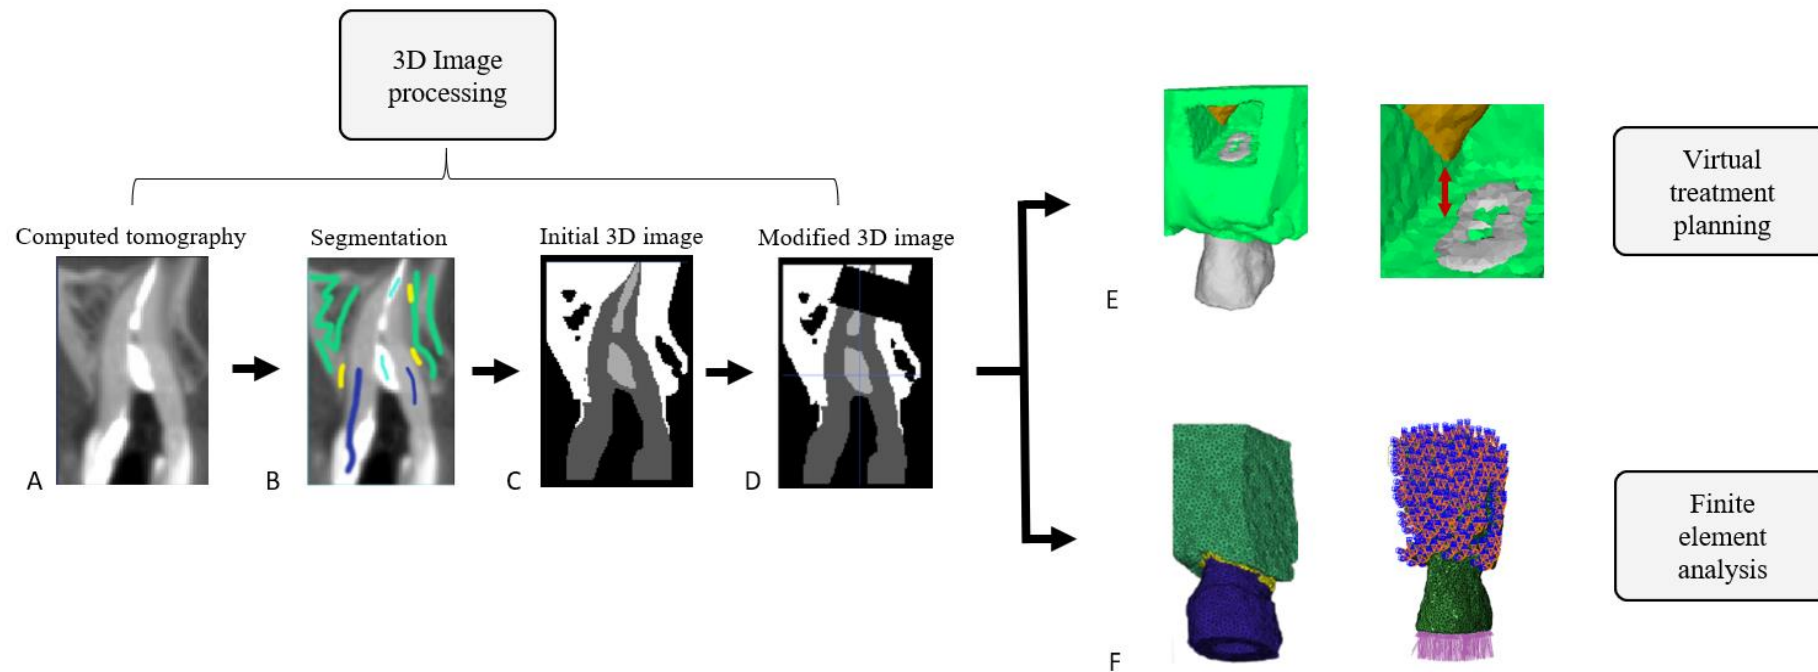 3D Image
processing
Computed tomography
Segmentation
Initial 3D image
Modified 3D image
A
B
C
D
E
Virtual
treatment
planning
F
Finite
element
analysis